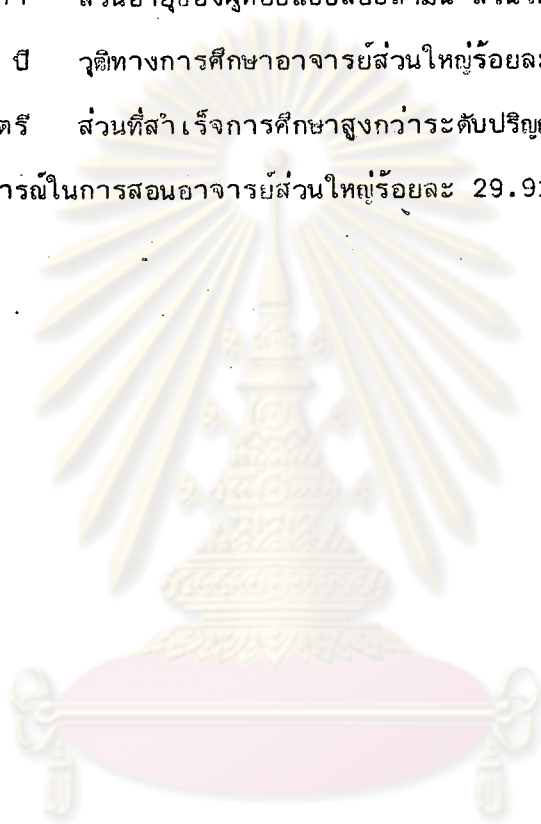 ส่วนอายุของผู้ตอบแบบสอบถามนั้น
ปี วุฒิทางการศึกษาอาจารย์ส่วนใหญ่ร้อยละ
ตรี ส่วนที่สำเร็จการศึกษาสูงกว่าระดับปริญ
ารณ์ในการสอนอาจารย์ส่วนใหญ่ร้อยละ 29.9